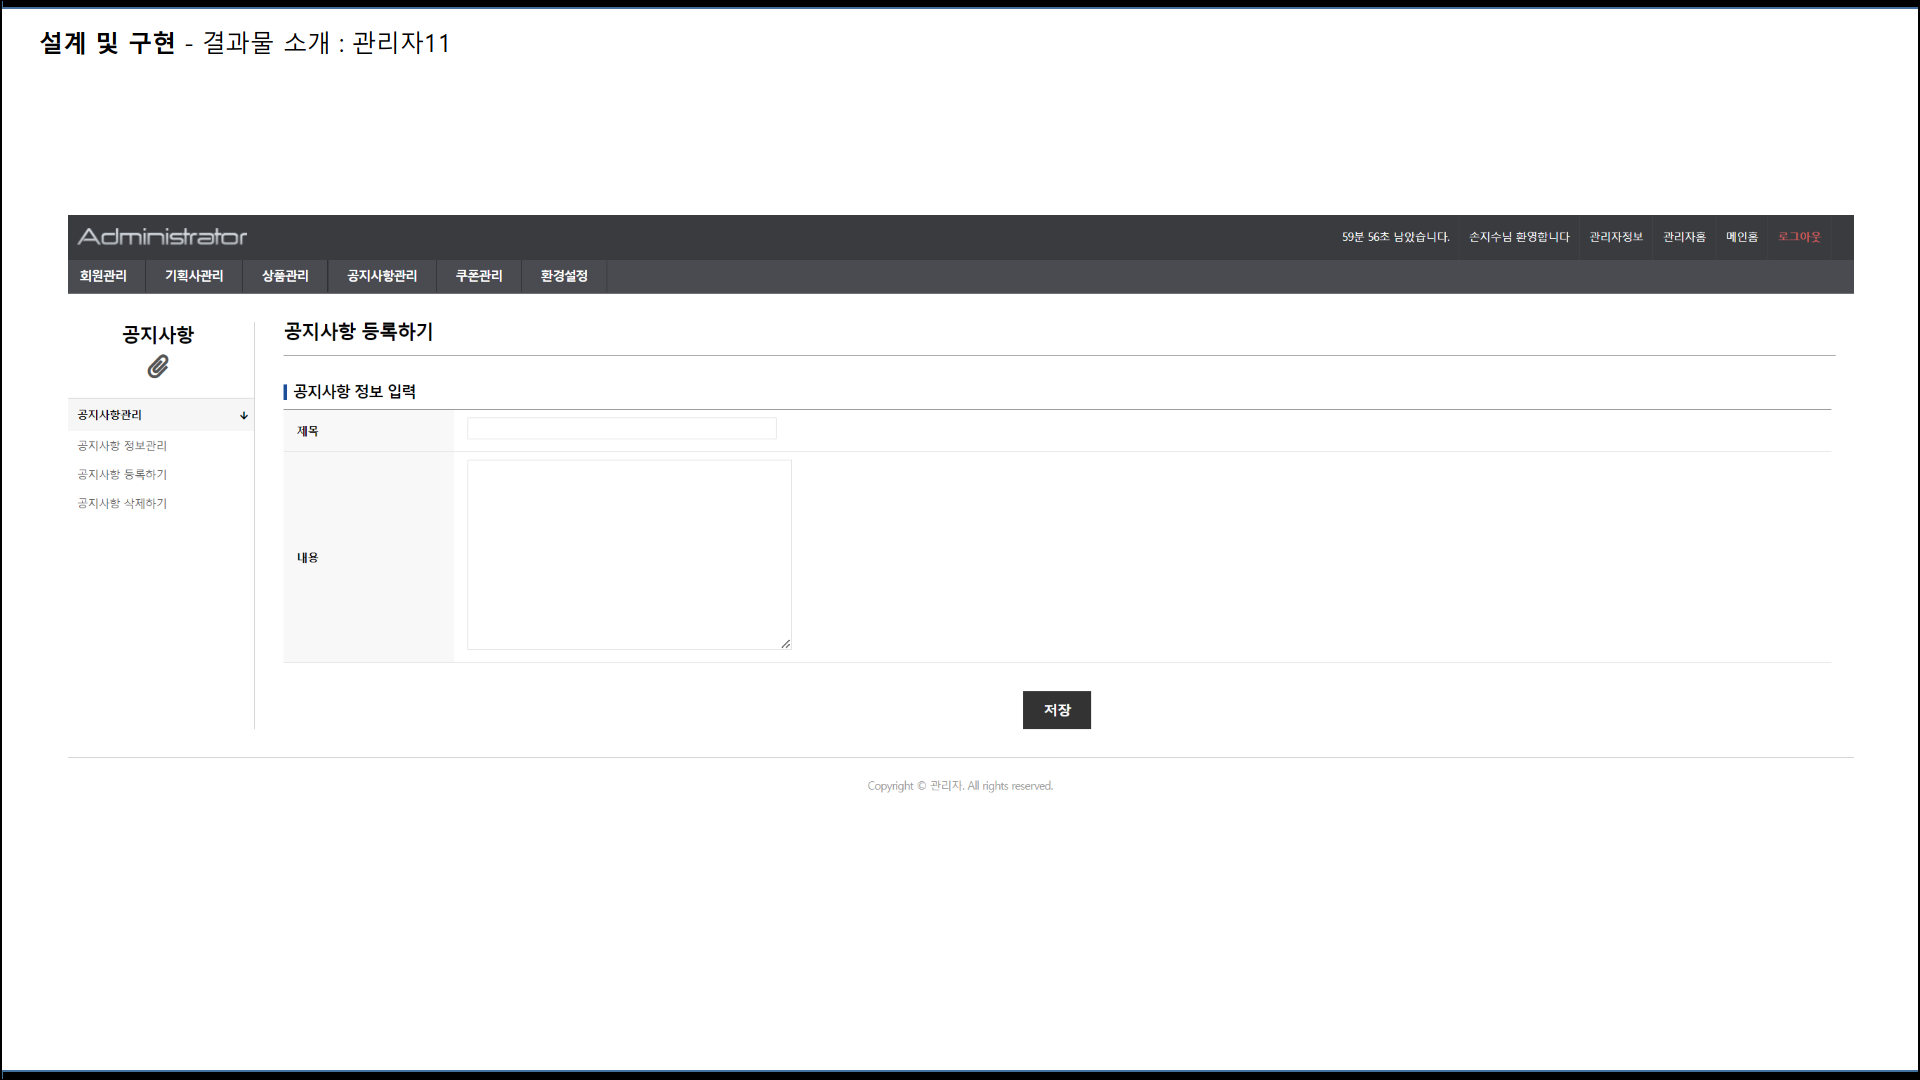 설계 및 구현 - 결과물 소개 : 관리자11
Administrator
59분 56초 남았습니다. 손지수님 환영합니다 관리자정보 관리자홈 메인홈 로그아웃
회원관리 기획사관리 상품관리 공지사항관리 쿠폰관리 환경설정
공지사항
공지사항관리
공지사항 정보관리
공지사항 등록하기
공지사항 삭제하기
공지사항 등록하기
공지사항 정보 입력
제목
내용
저장
Copyright © 관리자. All rights reserved.